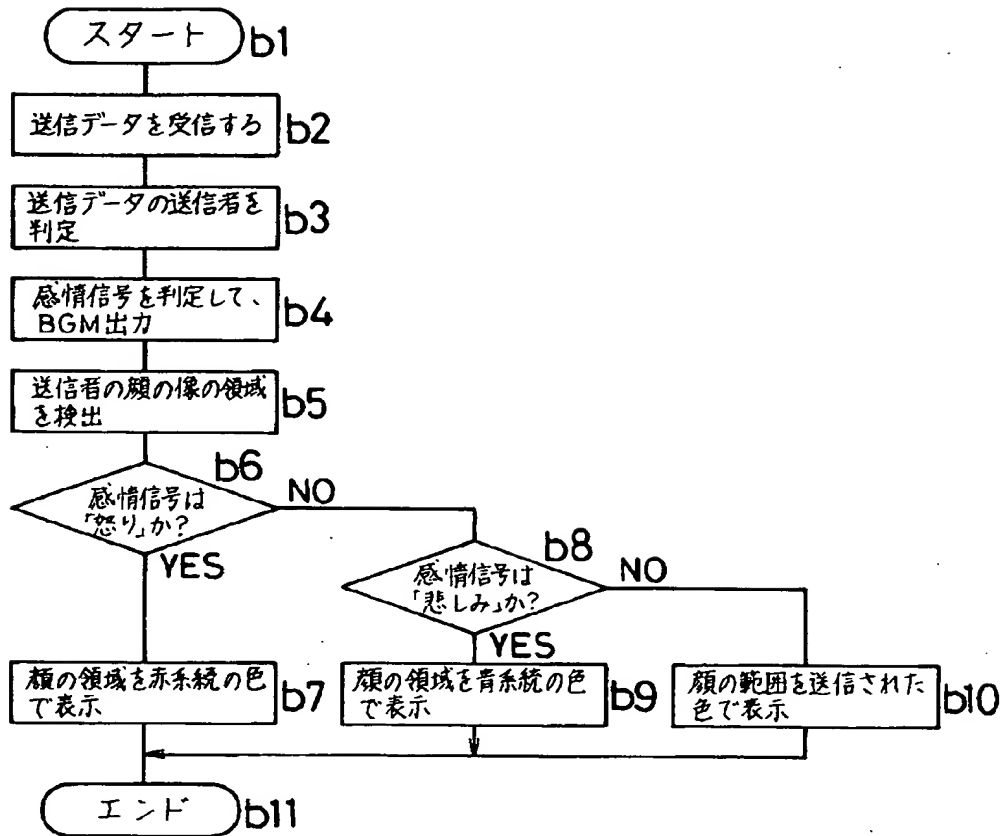 スタート b1
送信データを受信する b2
送信データの送信者を
判定
b3
感情信号を判定して、
BGM出力
b4
送信者の顔の像の領域
を検出
b5
b6
感情信号は
「怒り」か?
NO
YES
b8
感情信号は
「悲しみ」か?
NO
YES
顔の領域を赤系統の色
で表示
b7
顔の領域を青系統の色
で表示
b9
顔の範囲を送信された
色で表示
b10
エンド b11